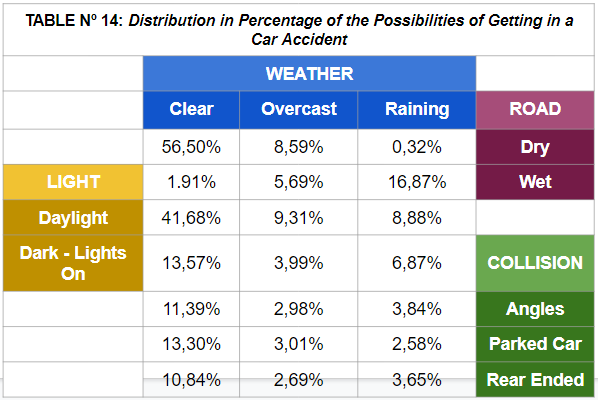 TABLE Nº 14: Distribution in Percentage of the Possibilities of Getting in a
Car Accident
WEATHER
Clear Overcast Raining ROAD
56,50% 8,59% 0,32% Dry
LIGHT 1.91% 5,69% 16,87% Wet
Daylight 41,68% 9,31% 8,88%
Dark - Lights
On 13,57% 3,99% 6,87% COLLISION
11,39% 2,98% 3,84% Angles
13,30% 3,01% 2,58% Parked Car
10,84% 2,69% 3,65% Rear Ended